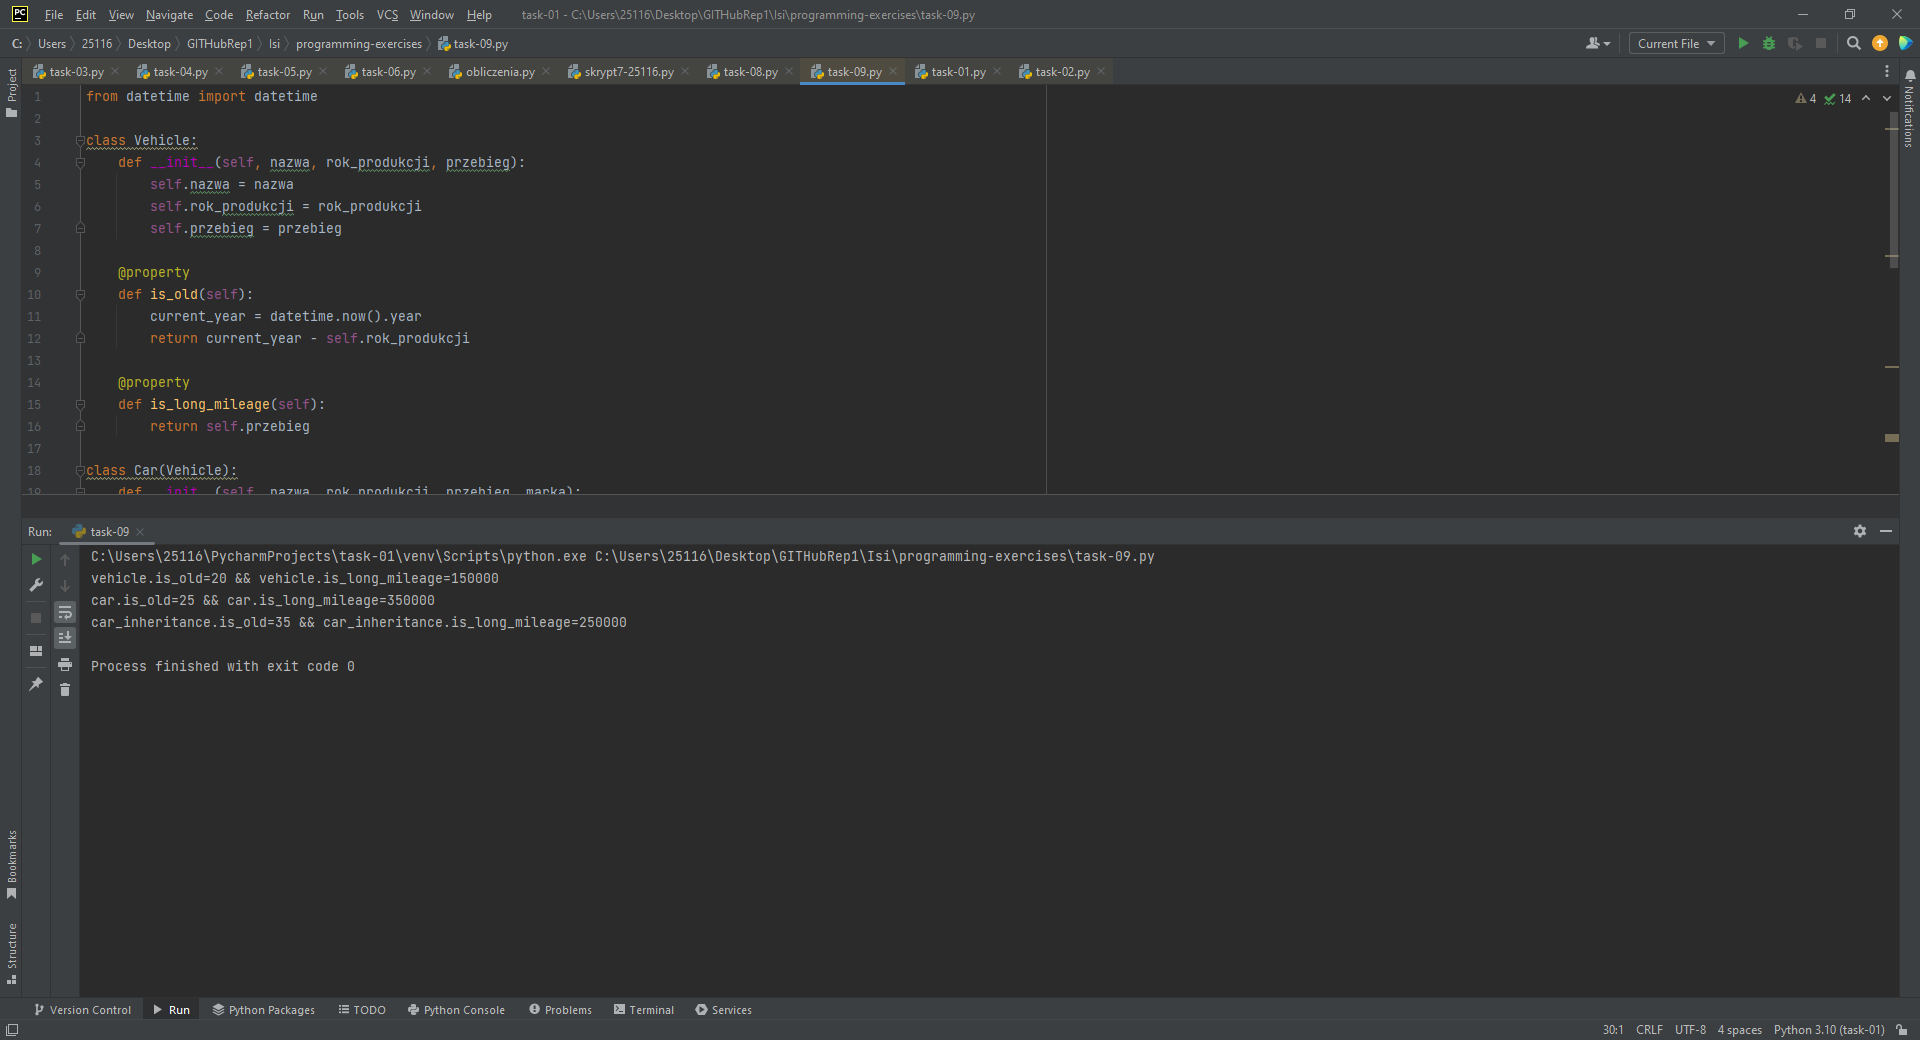 PC File Edit View Navigate Code Refactor Run Tools VCS Window Help task-01 - C:\Users\25116\Desktop\GITHubRep1\Isi\programming-exercises\task-09.py
C: Users 25116 Desktop GITHubRep1 Isi programming-exercises task-09.py Current File
task-03.py task-04.py task-05.py task-06.py obliczenia.py skrypt7-25116.py task-08.py task-09.py task-01.py task-02.py
Project
Notifications
4 14
1 from datetime import datetime
2
3 class Vehicle:
4 def __init__(self, nazwa, rok_produkcji, przebieg):
5 self.nazwa = nazwa
6 self.rok_produkcji = rok_produkcji
7 self.przebieg = przebieg
8
9 @property
10 def is_old(self):
11 current_year = datetime.now().year
12 return current_year - self.rok_produkcji
13
14 @property
15 def is_long_mileage(self):
16 return self.przebieg
17
18 class Car(Vehicle):
19 def __init__(self, nazwa, rok_produkcji, przebieg, marka):
Run: task-09
C:\Users\25116\PycharmProjects\task-01\venv\Scripts\python.exe C:\Users\25116\Desktop\GITHubRep1\Isi\programming-exercises\task-09.py
vehicle.is_old=20 && vehicle.is_long_mileage=150000
car.is_old=25 && car.is_long_mileage=350000
car_inheritance.is_old=35 && car_inheritance.is_long_mileage=250000
Process finished with exit code 0
Bookmarks
Structure
Version Control Run Python Packages TODO Python Console Problems Terminal Services
30:1 CRLF UTF-8 4 spaces Python 3.10 (task-01)